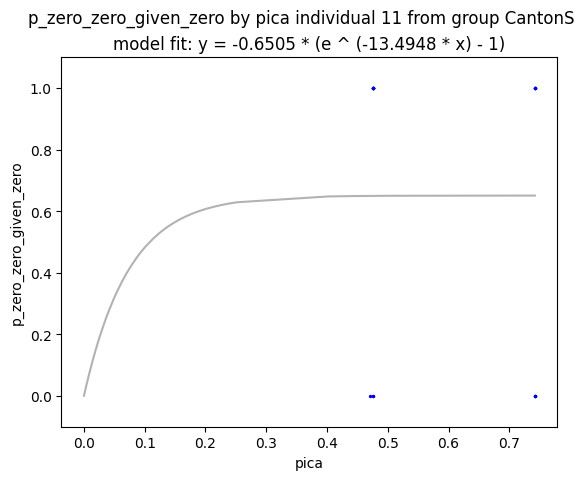 p_zero_zero_given_zero by pica individual 11 from group CantonS
model fit: y = -0.6505 * (e ^ (-13.4948 * x) - 1)
p_zero_zero_given_zero
1.0
0.8
0.6
0.4
0.2
0.0
0.0 0.1 0.2 0.3 0.4 0.5 0.6 0.7
pica